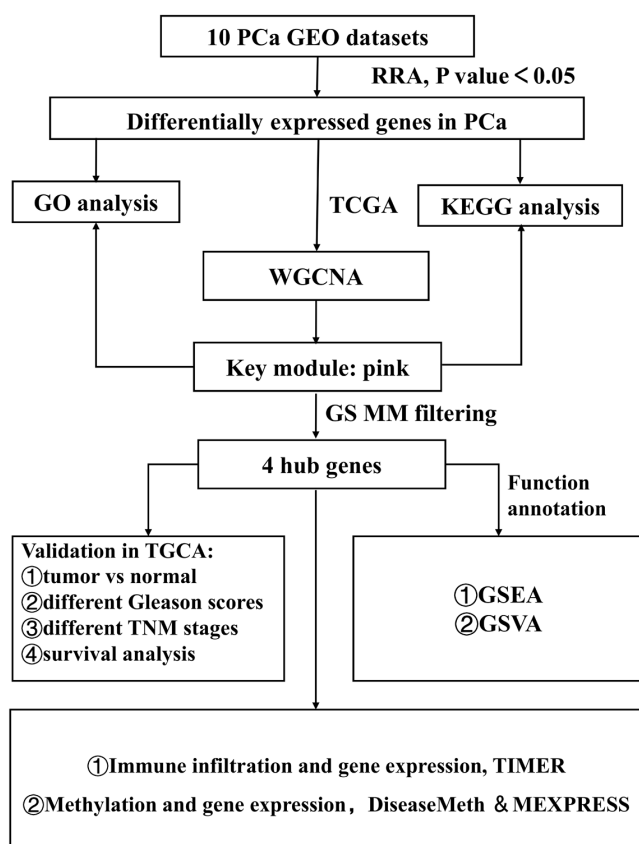 10 PCa GEO datasets
RRA, P value＜0.05
Differentially expressed genes in PCa
GO analysis
TCGA
KEGG analysis
WGCNA
Key module: pink
GS MM filtering
4 hub genes
Function
annotation
Validation in TGCA:
①tumor vs normal
②different Gleason scores
③different TNM stages
④survival analysis
①GSEA
②GSVA
①Immune infiltration and gene expression, TIMER
②Methylation and gene expression，DiseaseMeth & MEXPRESS